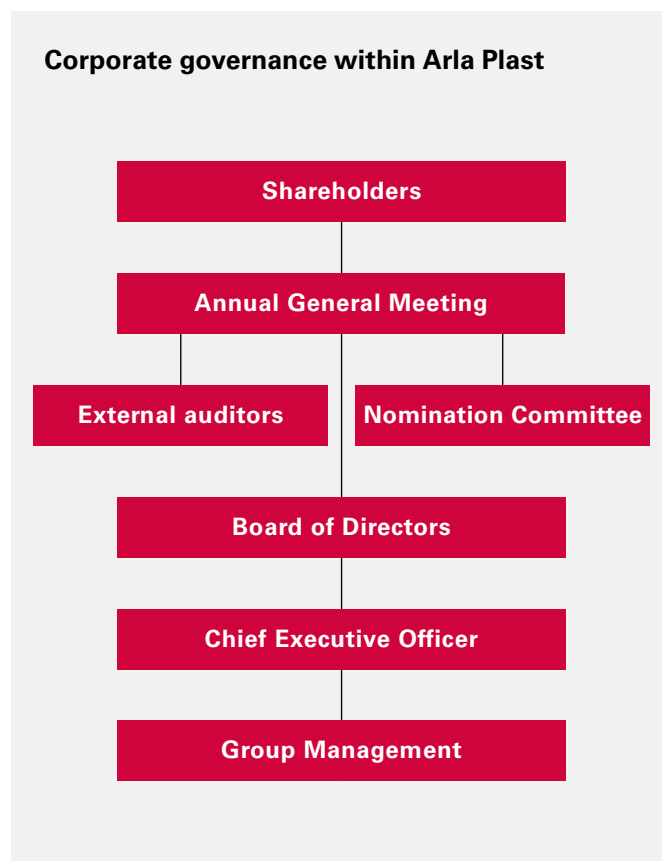 Corporate governance within Arla Plast
Shareholders
Annual General Meeting
External auditors
Nomination Committee
Board of Directors
Chief Executive Officer
Group Management